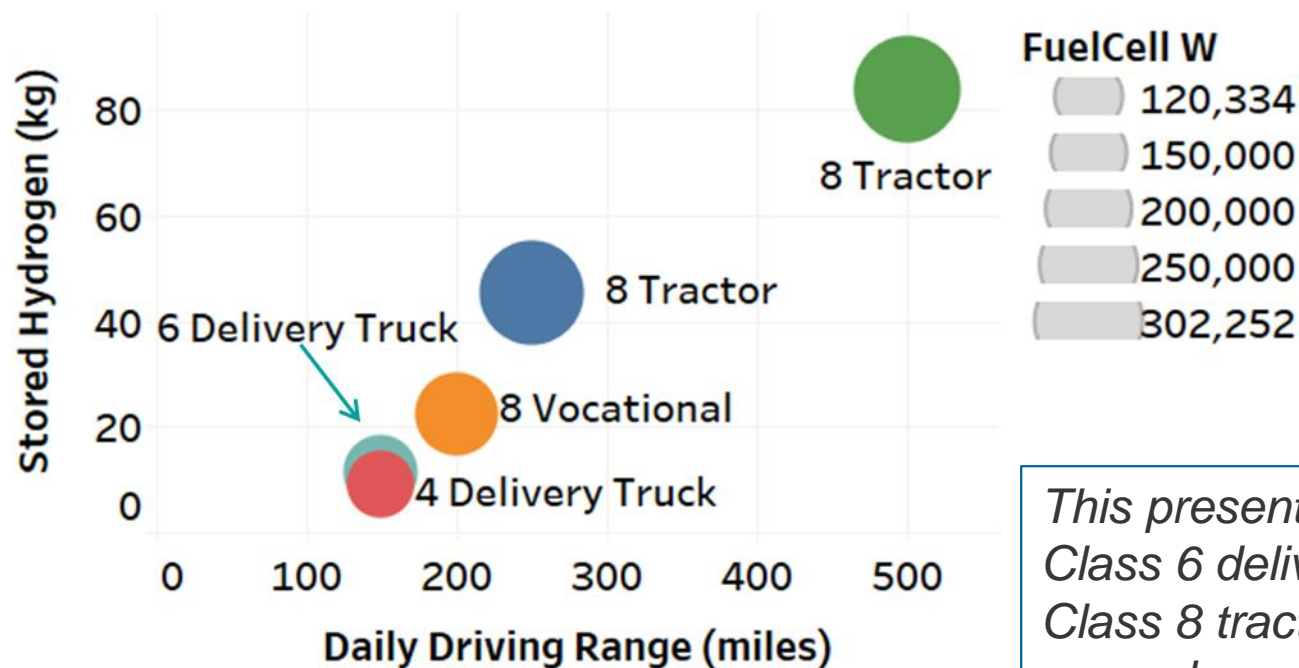 Stored Hydrogen (kg)
80
60
40
20
0
8 Tractor
8 Tractor
6 Delivery Truck
8 Vocational
4 Delivery Truck
0 100 200 300 400 500
Daily Driving Range (miles)
FuelCell W
120,334
150,000
200,000
250,000
302,252
This present
Class 6 deliv
Class 8 tract